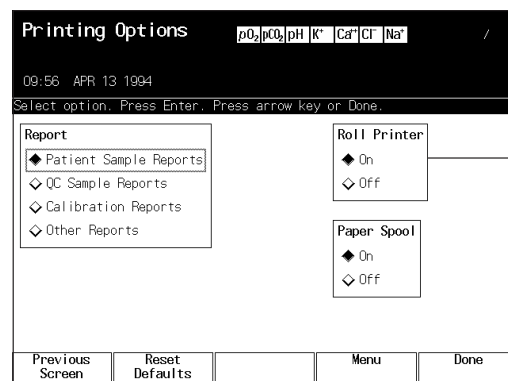 Printing Options
pO₂ pCO₂ pH K⁺ Ca⁺⁺ Cl⁻ Na⁺ /
09:56 APR 13 1994
Select option. Press Enter. Press arrow key or Done.
Report
Patient Sample Reports
QC Sample Reports
Calibration Reports
Other Reports
Roll Printer
On
Off
Paper Spool
On
Off
Previous Screen
Reset Defaults
Menu
Done